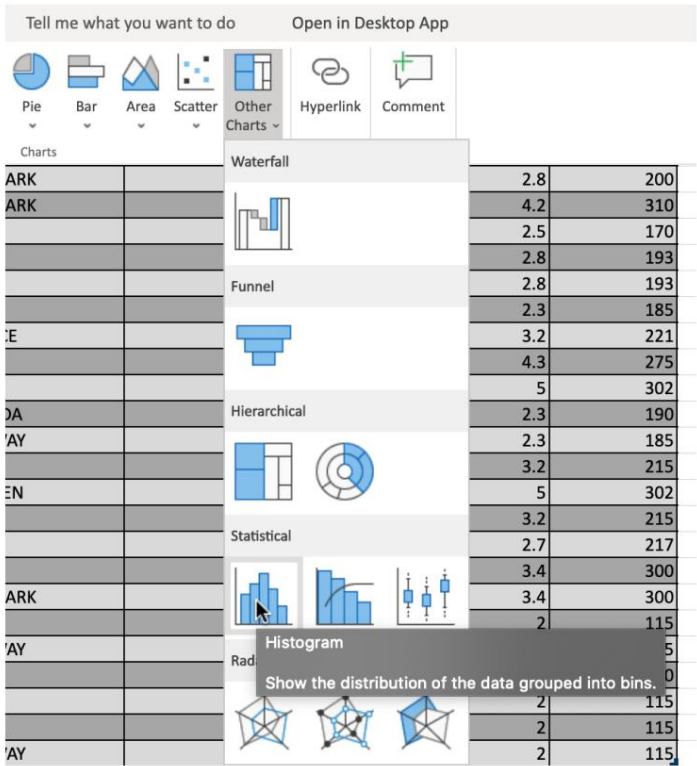 Tell me what you want to do Open in Desktop App
Pie Bar Area Scatter Other Charts Hyperlink Comment
Charts
Waterfall
Funnel
Hierarchical
Statistical
Histogram
Show the distribution of the data grouped into bins.
ARK 2.8 200
ARK 4.2 310
2.5 170
2.8 193
2.8 193
2.3 185
CE 3.2 221
4.3 275
5 302
DA 2.3 190
AY 2.3 185
3.2 215
EN 5 302
3.2 215
2.7 217
3.4 300
ARK 3.4 300
2 115
AY 5
0
2 115
2 115
AY 2 115